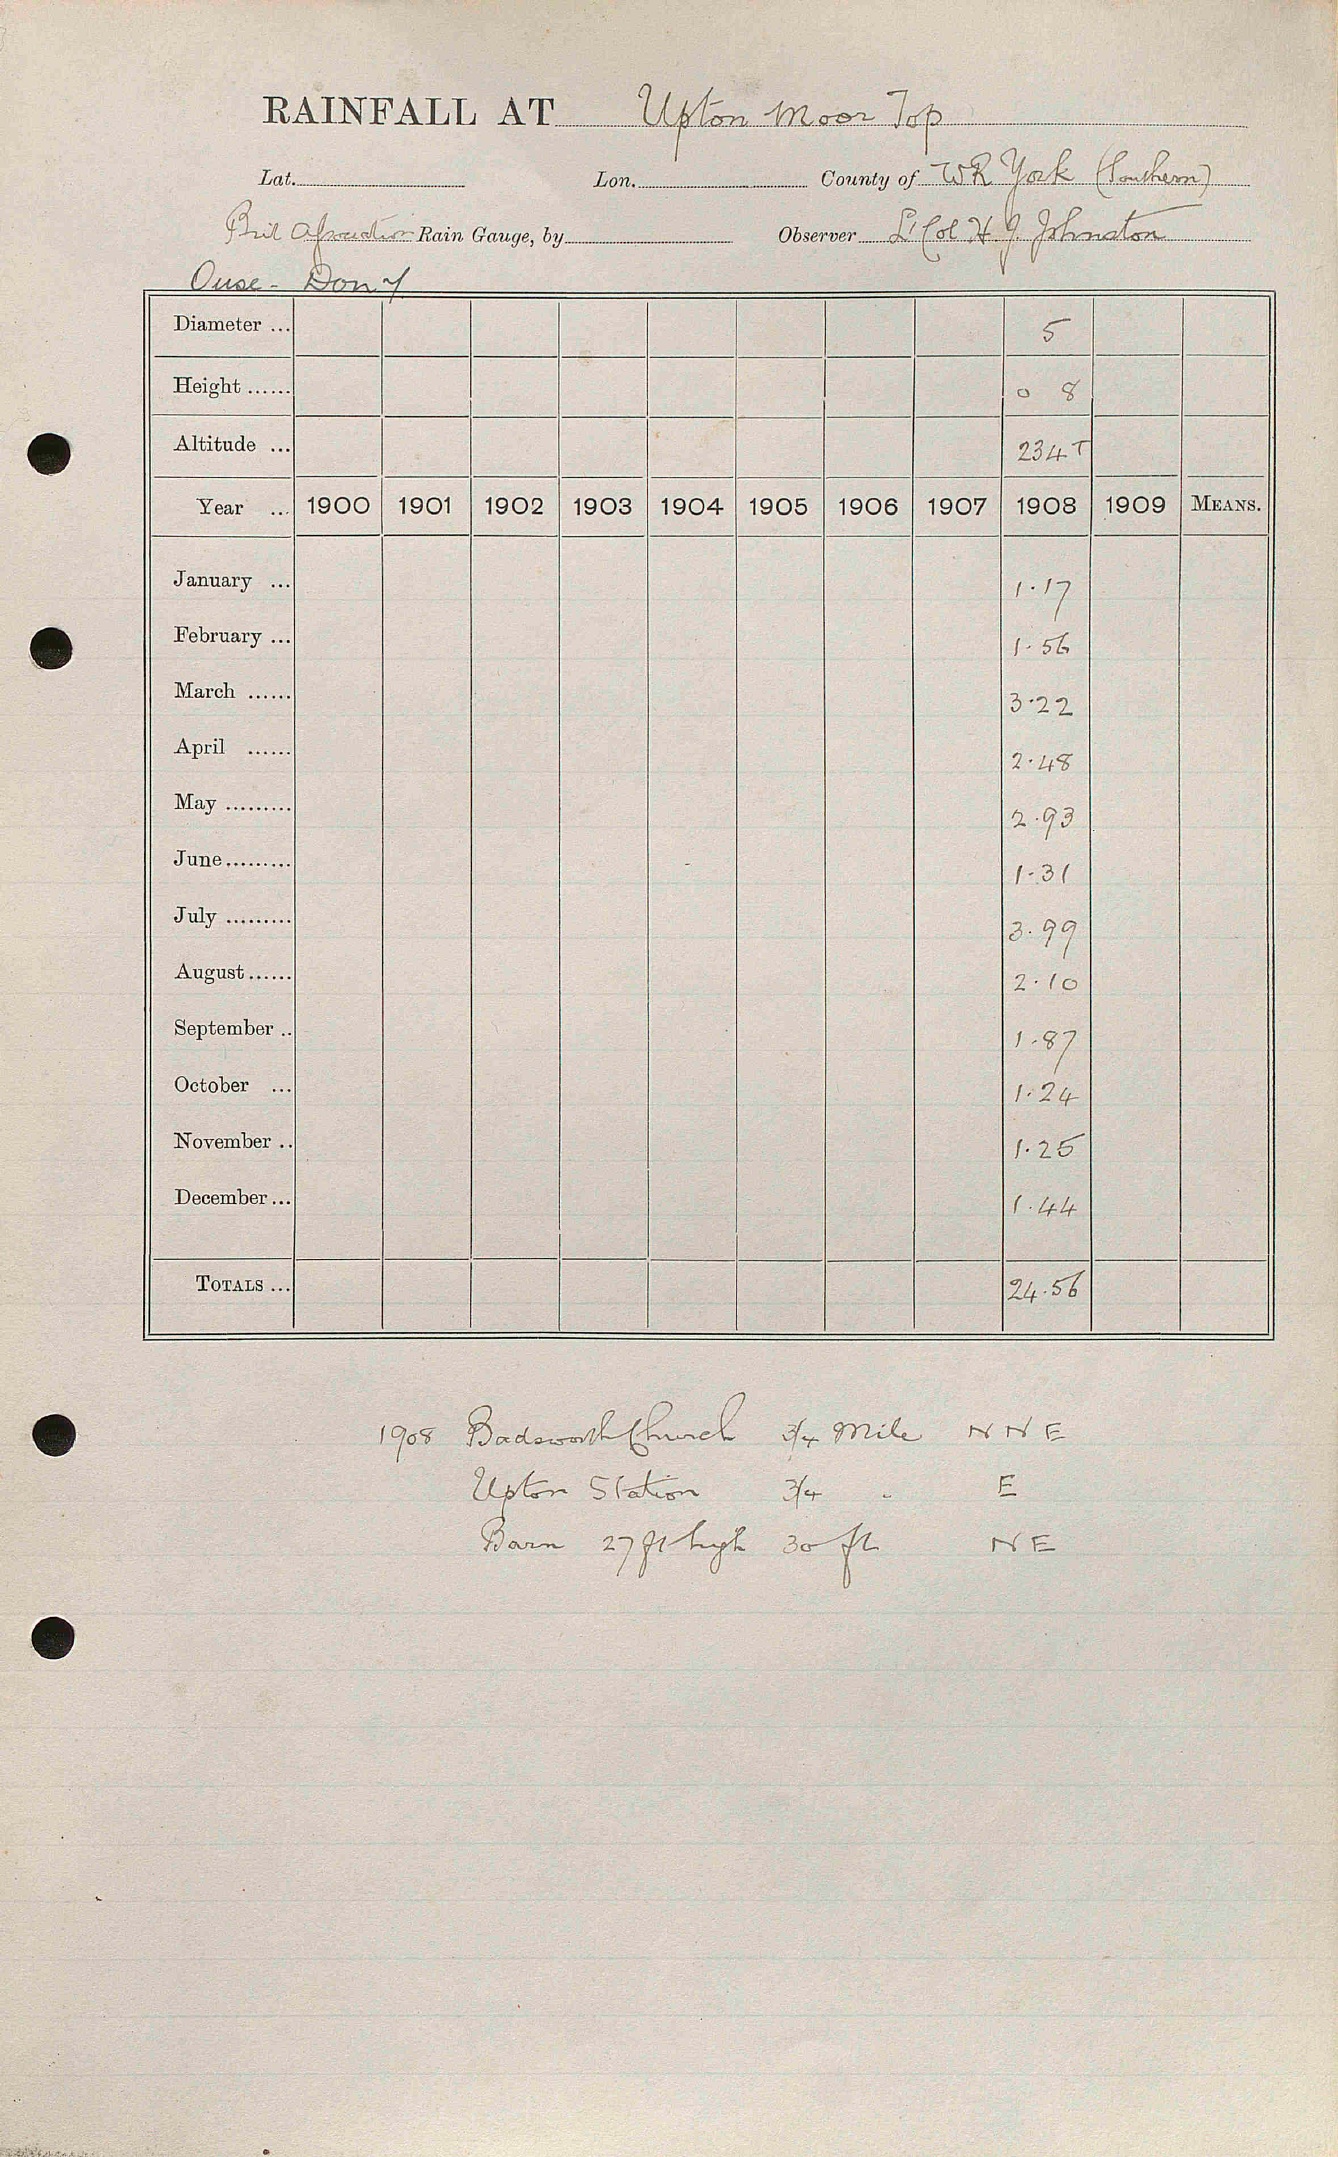 RAINFALL AT Upton Moor Top
Lat. Lon. County of WR York (Southern)
Brit Association Rain Gauge, by Observer Lt Col H. J. Johnston
Ouse - Don
Diameter ... 5
Height ...... 0 8
Altitude ... 234 T
Year ... 1900 1901 1902 1903 1904 1905 1906 1907 1908 1909 MEANS.
January ... 1.17
February ... 1.56
March ...... 3.22
April ...... 2.48
May ......... 2.93
June ......... 1.31
July ......... 3.99
August ...... 2.10
September .. 1.87
October ... 1.24
November .. 1.25
December ... 1.44
TOTALS ... 24.56
1908 Badsworth Church 3/4 Mile N N E
Upton Station 3/4 " E
Barn 27 ft high 30 ft N E